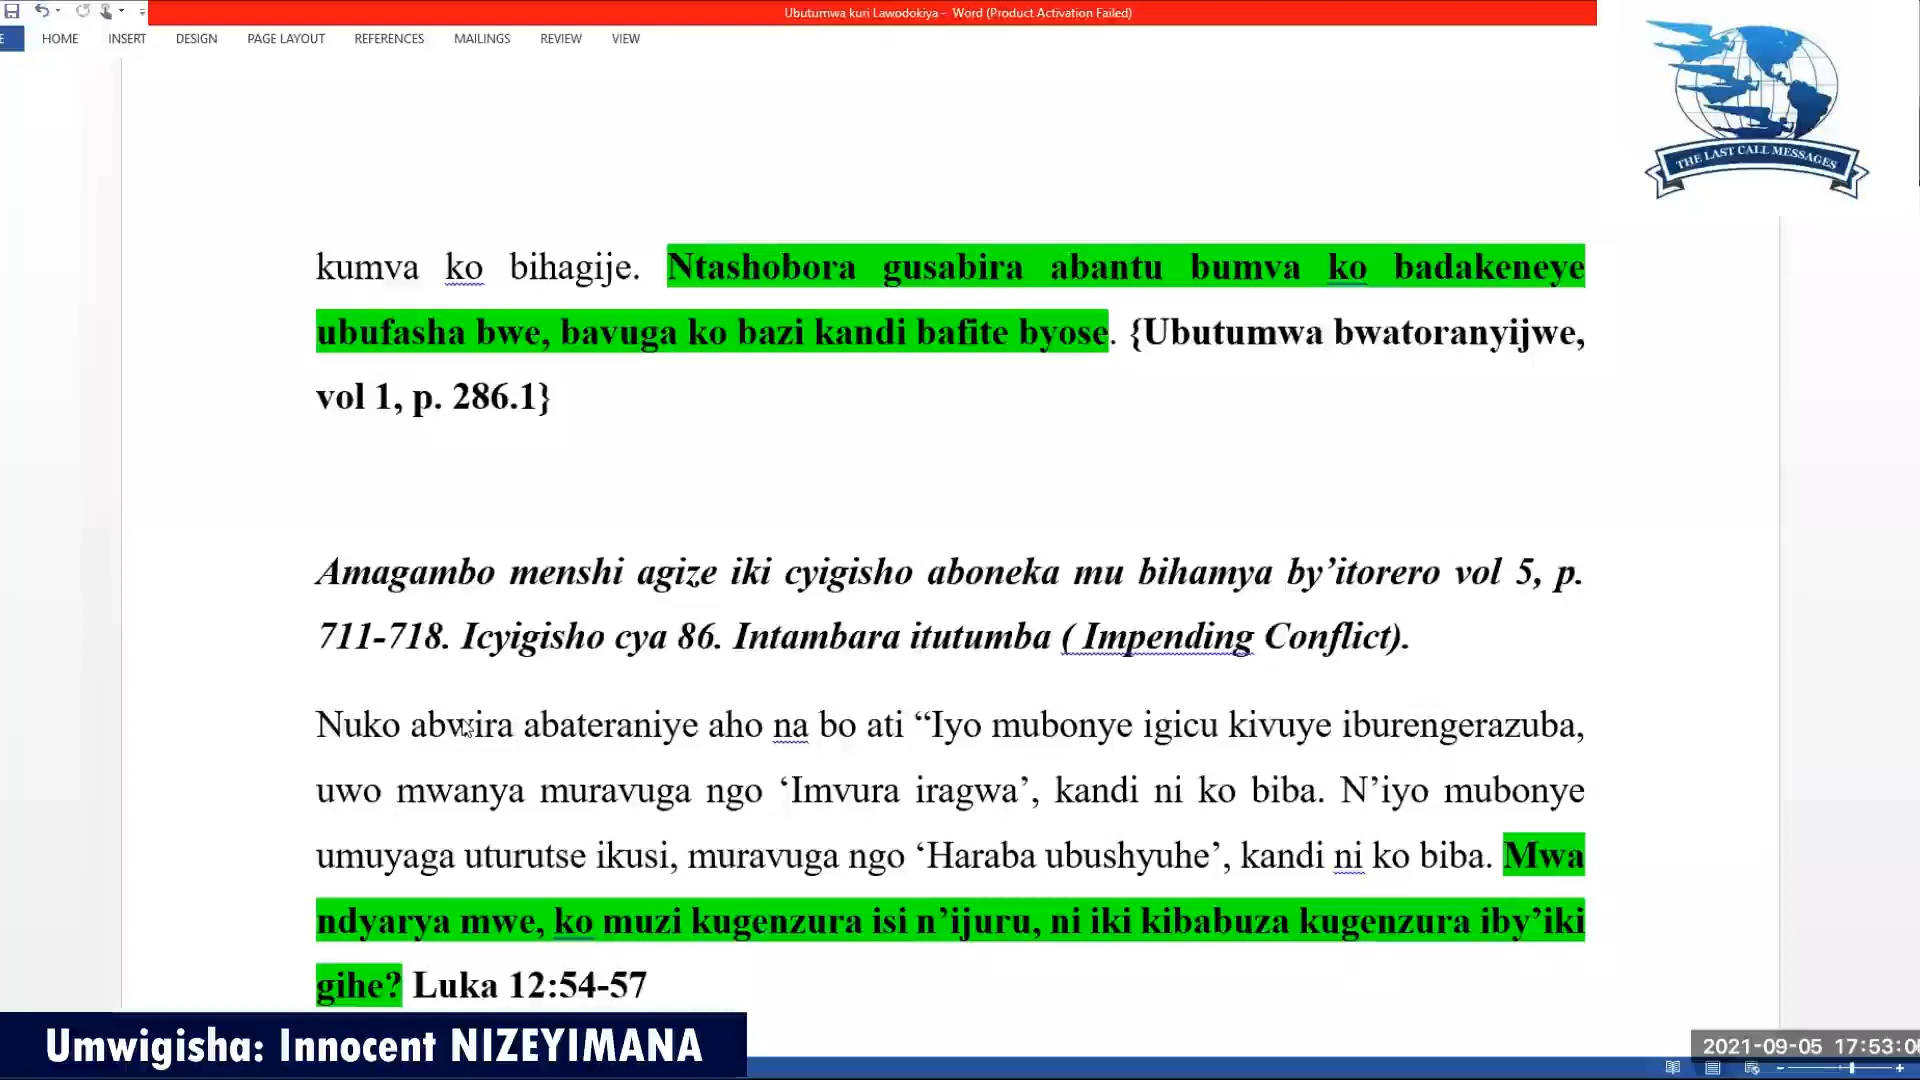 Ubutumwa kuri Lawodokiya - Word (Product Activation Failed)
HOME INSERT DESIGN PAGE LAYOUT REFERENCES MAILINGS REVIEW VIEW
THE LAST CALL MESSAGES
kumva ko bihagije. Ntashobora gusabira abantu bumva ko badakeneye
ubufasha bwe, bavuga ko bazi kandi bafite byose. {Ubutumwa bwatoranyijwe,
vol 1, p. 286.1}
Amagambo menshi agize iki cyigisho aboneka mu bihamya by’itorero vol 5, p.
711-718. Icyigisho cya 86. Intambara itutumba ( Impending Conflict).
Nuko abwira abateraniye aho na bo ati “Iyo mubonye igicu kivuye iburengerazuba,
uwo mwanya muravuga ngo ‘Imvura iragwa’, kandi ni ko biba. N’iyo mubonye
umuyaga uturutse ikusi, muravuga ngo ‘Haraba ubushyuhe’, kandi ni ko biba. Mwa
ndyarya mwe, ko muzi kugenzura isi n’ijuru, ni iki kibabuza kugenzura iby’iki
gihe? Luka 12:54-57
Umwigisha: Innocent NIZEYIMANA
2021-09-05 17:53:0